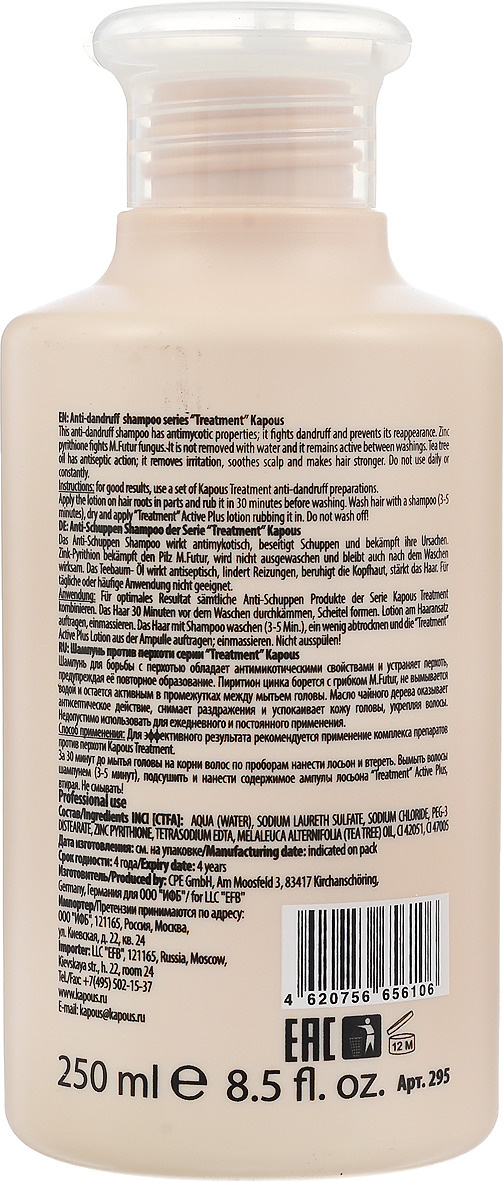 EN: Anti-dandruff shampoo series "Treatment" Kapous
This anti-dandruff shampoo has antimycotic properties; it fights dandruff and prevents its reappearance. Zinc
pyrithione fights M.Futur fungus.-It is not removed with water and it remains active between washings. Tea tree
oil has antiseptic action; it removes irritation, soothes scalp and makes hair stronger. Do not use daily or
constantly.
Instructions: for good results, use a set of Kapous Treatment anti-dandruff preparations.
Apply the lotion on hair roots in parts and rub it in 30 minutes before washing. Wash hair with a shampoo (3-5
minutes), dry and apply "Treatment" Active Plus lotion rubbing it in. Do not wash off!
DE: Anti-Schuppen Shampoo der Serie "Treatment" Kapous
Das Anti-Schuppen Shampoo wirkt antimykotisch, beseitigt Schuppen und bekämpft ihre Ursachen.
Zink-Pyrithion bekämpft den Pilz M.Futur, wird nicht ausgewaschen und bleibt auch nach dem Waschen
wirksam. Das Teebaum- Öl wirkt antiseptisch, lindert Reizungen, beruhigt die Kopfhaut, stärkt das Haar. Für
tägliche oder häufige Anwendung nicht geeignet.
Anwendung: Für optimales Resultat sämtliche Anti-Schuppen Produkte der Serie Kapous Treatment
kombinieren. Das Haar 30 Minuten vor dem Waschen durchkämmen, Scheitel formen. Lotion am Haaransatz
auftragen, einmassieren. Das Haar mit Shampoo waschen (3-5 Min.), ein wenig abtrocknen und die "Treatment"
Active Plus Lotion aus der Ampulle auftragen; einmassieren. Nicht ausspülen!
RU: Шампунь против перхоти серии "Treatment" Kapous
Шампунь для борьбы с перхотью обладает антимикотическими свойствами и устраняет перхоть,
предупреждая её повторное образование. Пиритион цинка борется с грибком M.Futur, не вымывается
водой и остается активным в промежутках между мытьем головы. Масло чайного дерева оказывает
антисептическое действие, снимает раздражения и успокаивает кожу головы, укрепляя волосы.
Недопустимо использовать для ежедневного и постоянного применения.
Способ применения: Для эффективного результата рекомендуется применение комплекса препаратов
против перхоти Kapous Treatment.
За 30 минут до мытья головы на корни волос по проборам нанести лосьон и втереть. Вымыть волосы
шампунем (3-5 минут), подсушить и нанести содержимое ампулы лосьона "Treatment" Active Plus,
втирая. Не смывать!
Professional use
Состав/Ingredients INCI (CTFA): AQUA (WATER), SODIUM LAURETH SULFATE, SODIUM CHLORIDE, PEG-3
DISTEARATE, ZINC PYRITHIONE, TETRASODIUM EDTA, MELALEUCA ALTERNIFOLIA (TEA TREE) OIL, CI 42051, CI 47005
Дата изготовления: см. на упаковке/Manufacturing date: indicated on pack
Срок годности: 4 года/Expiry date: 4 years
Изготовитель/Produced by: CPE GmbH, Am Moosfeld 3, 83417 Kirchanschöring,
Germany, Германия для ООО "ИФБ"/ for LLC "EFB"
Импортер/Претензии принимаются по адресу:
ООО "ИФБ", 121165, Россия, Москва,
ул. Киевская, д. 22, кв. 24
Importer: LLC "EFB", 121165, Russia, Moscow,
Kievskaya str., h. 22, room 24
Tel./Fax: +7(495) 502-15-37
www.kapous.ru
E-mail: kapous@kapous.ru
4 620756 656106
EAC
12 M
250 ml e 8.5 fl. oz. Арт. 295